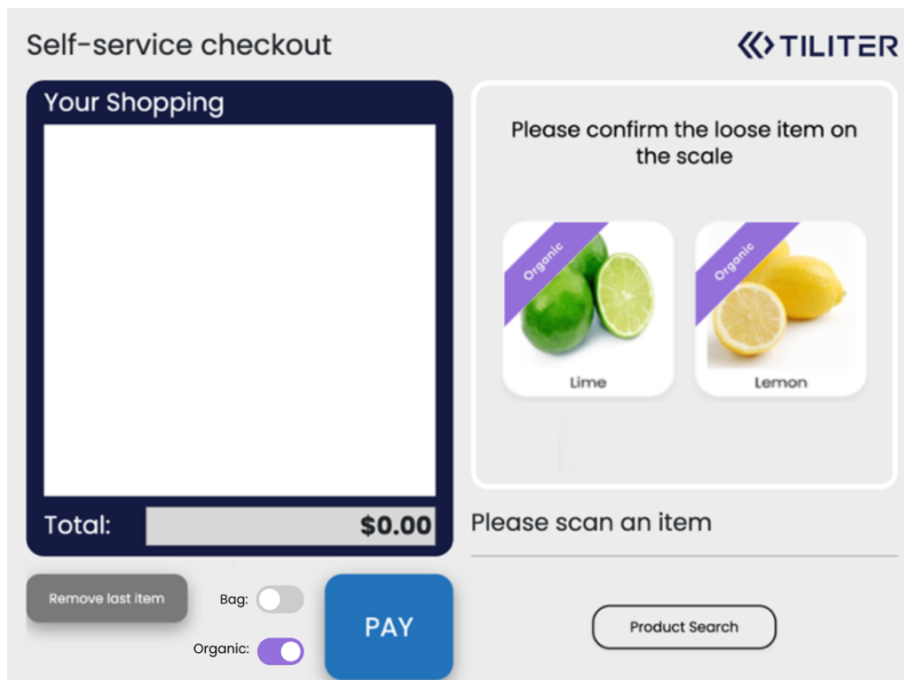 Self-service checkout
TILITER
Your Shopping
Total:
$0.00
Remove last item
Bag:
Organic:
PAY
Please confirm the loose item on
the scale
Organic
Lime
Organic
Lemon
Please scan an item
Product Search